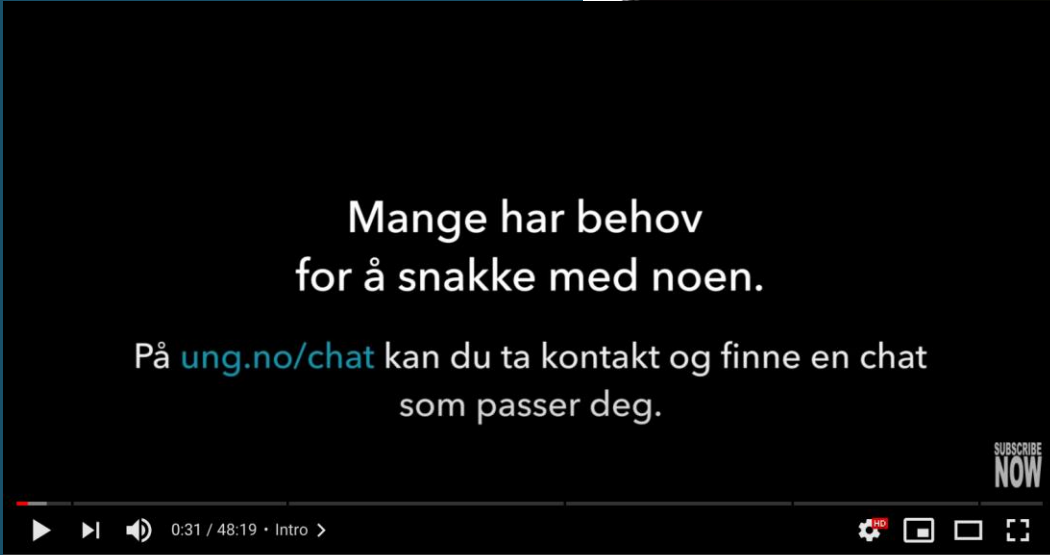 Mange har behov
for å snakke med noen.
På ung.no/chat kan du ta kontakt og finne en chat
som passer deg.
SUBSCRIBE
NOW
0:31 / 48:19 • Intro
HD